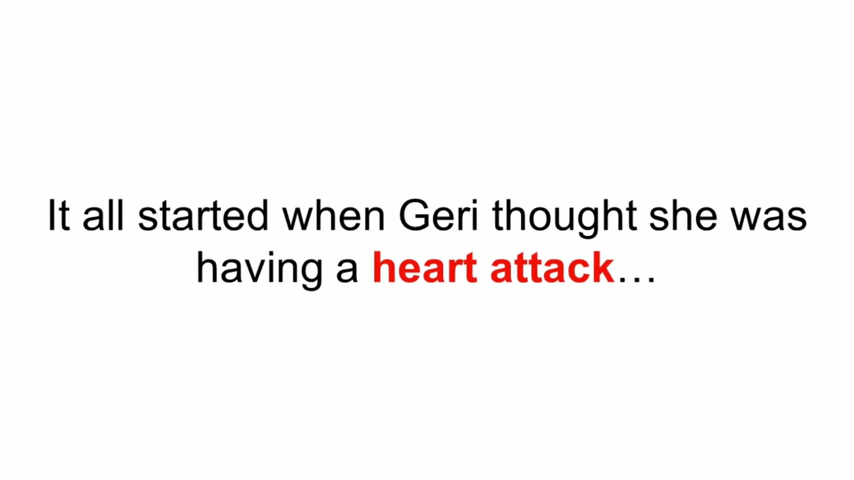 It all started when Geri thought she was
having a heart attack…